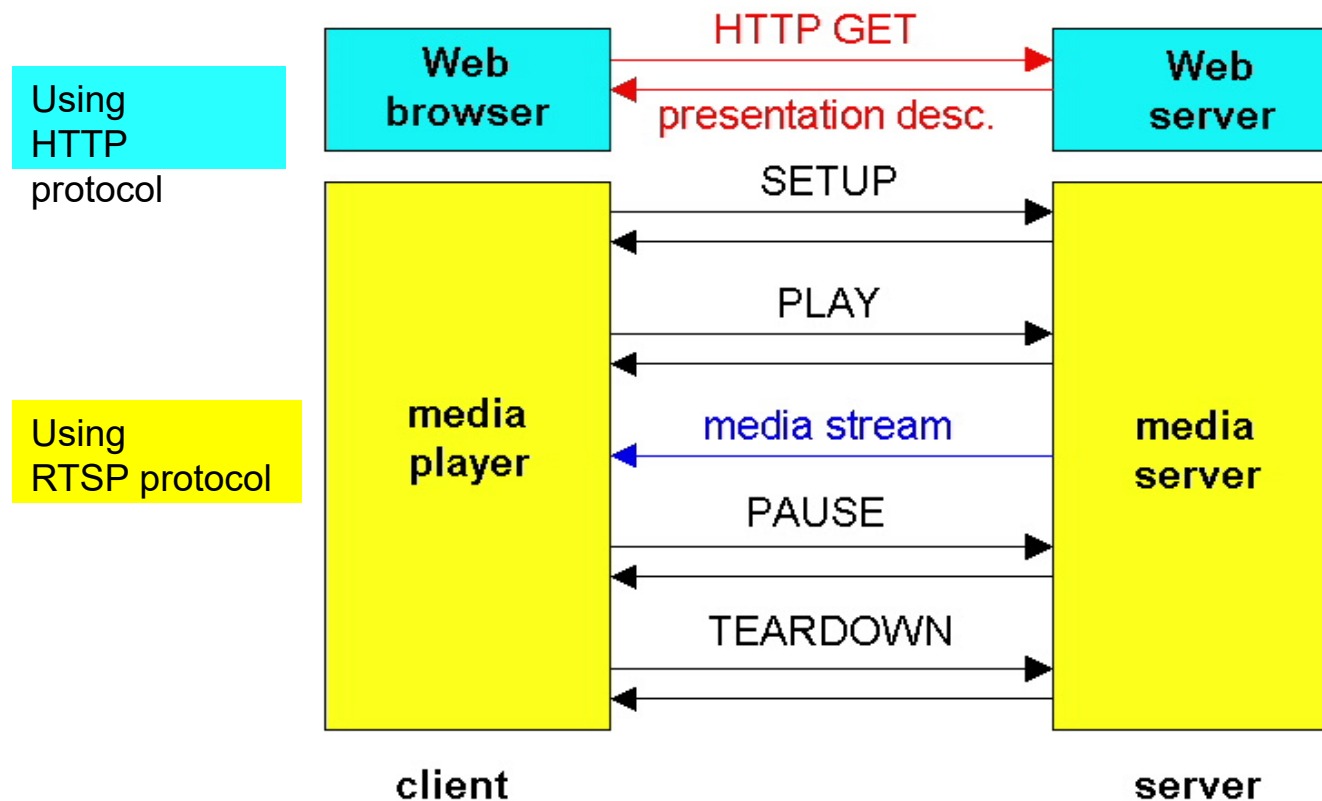 Using
HTTP
protocol
Web
browser
HTTP GET
presentation desc.
Web
server
SETUP
PLAY
Using
RTSP protocol
media
player
media stream
media
server
PAUSE
TEARDOWN
client
server